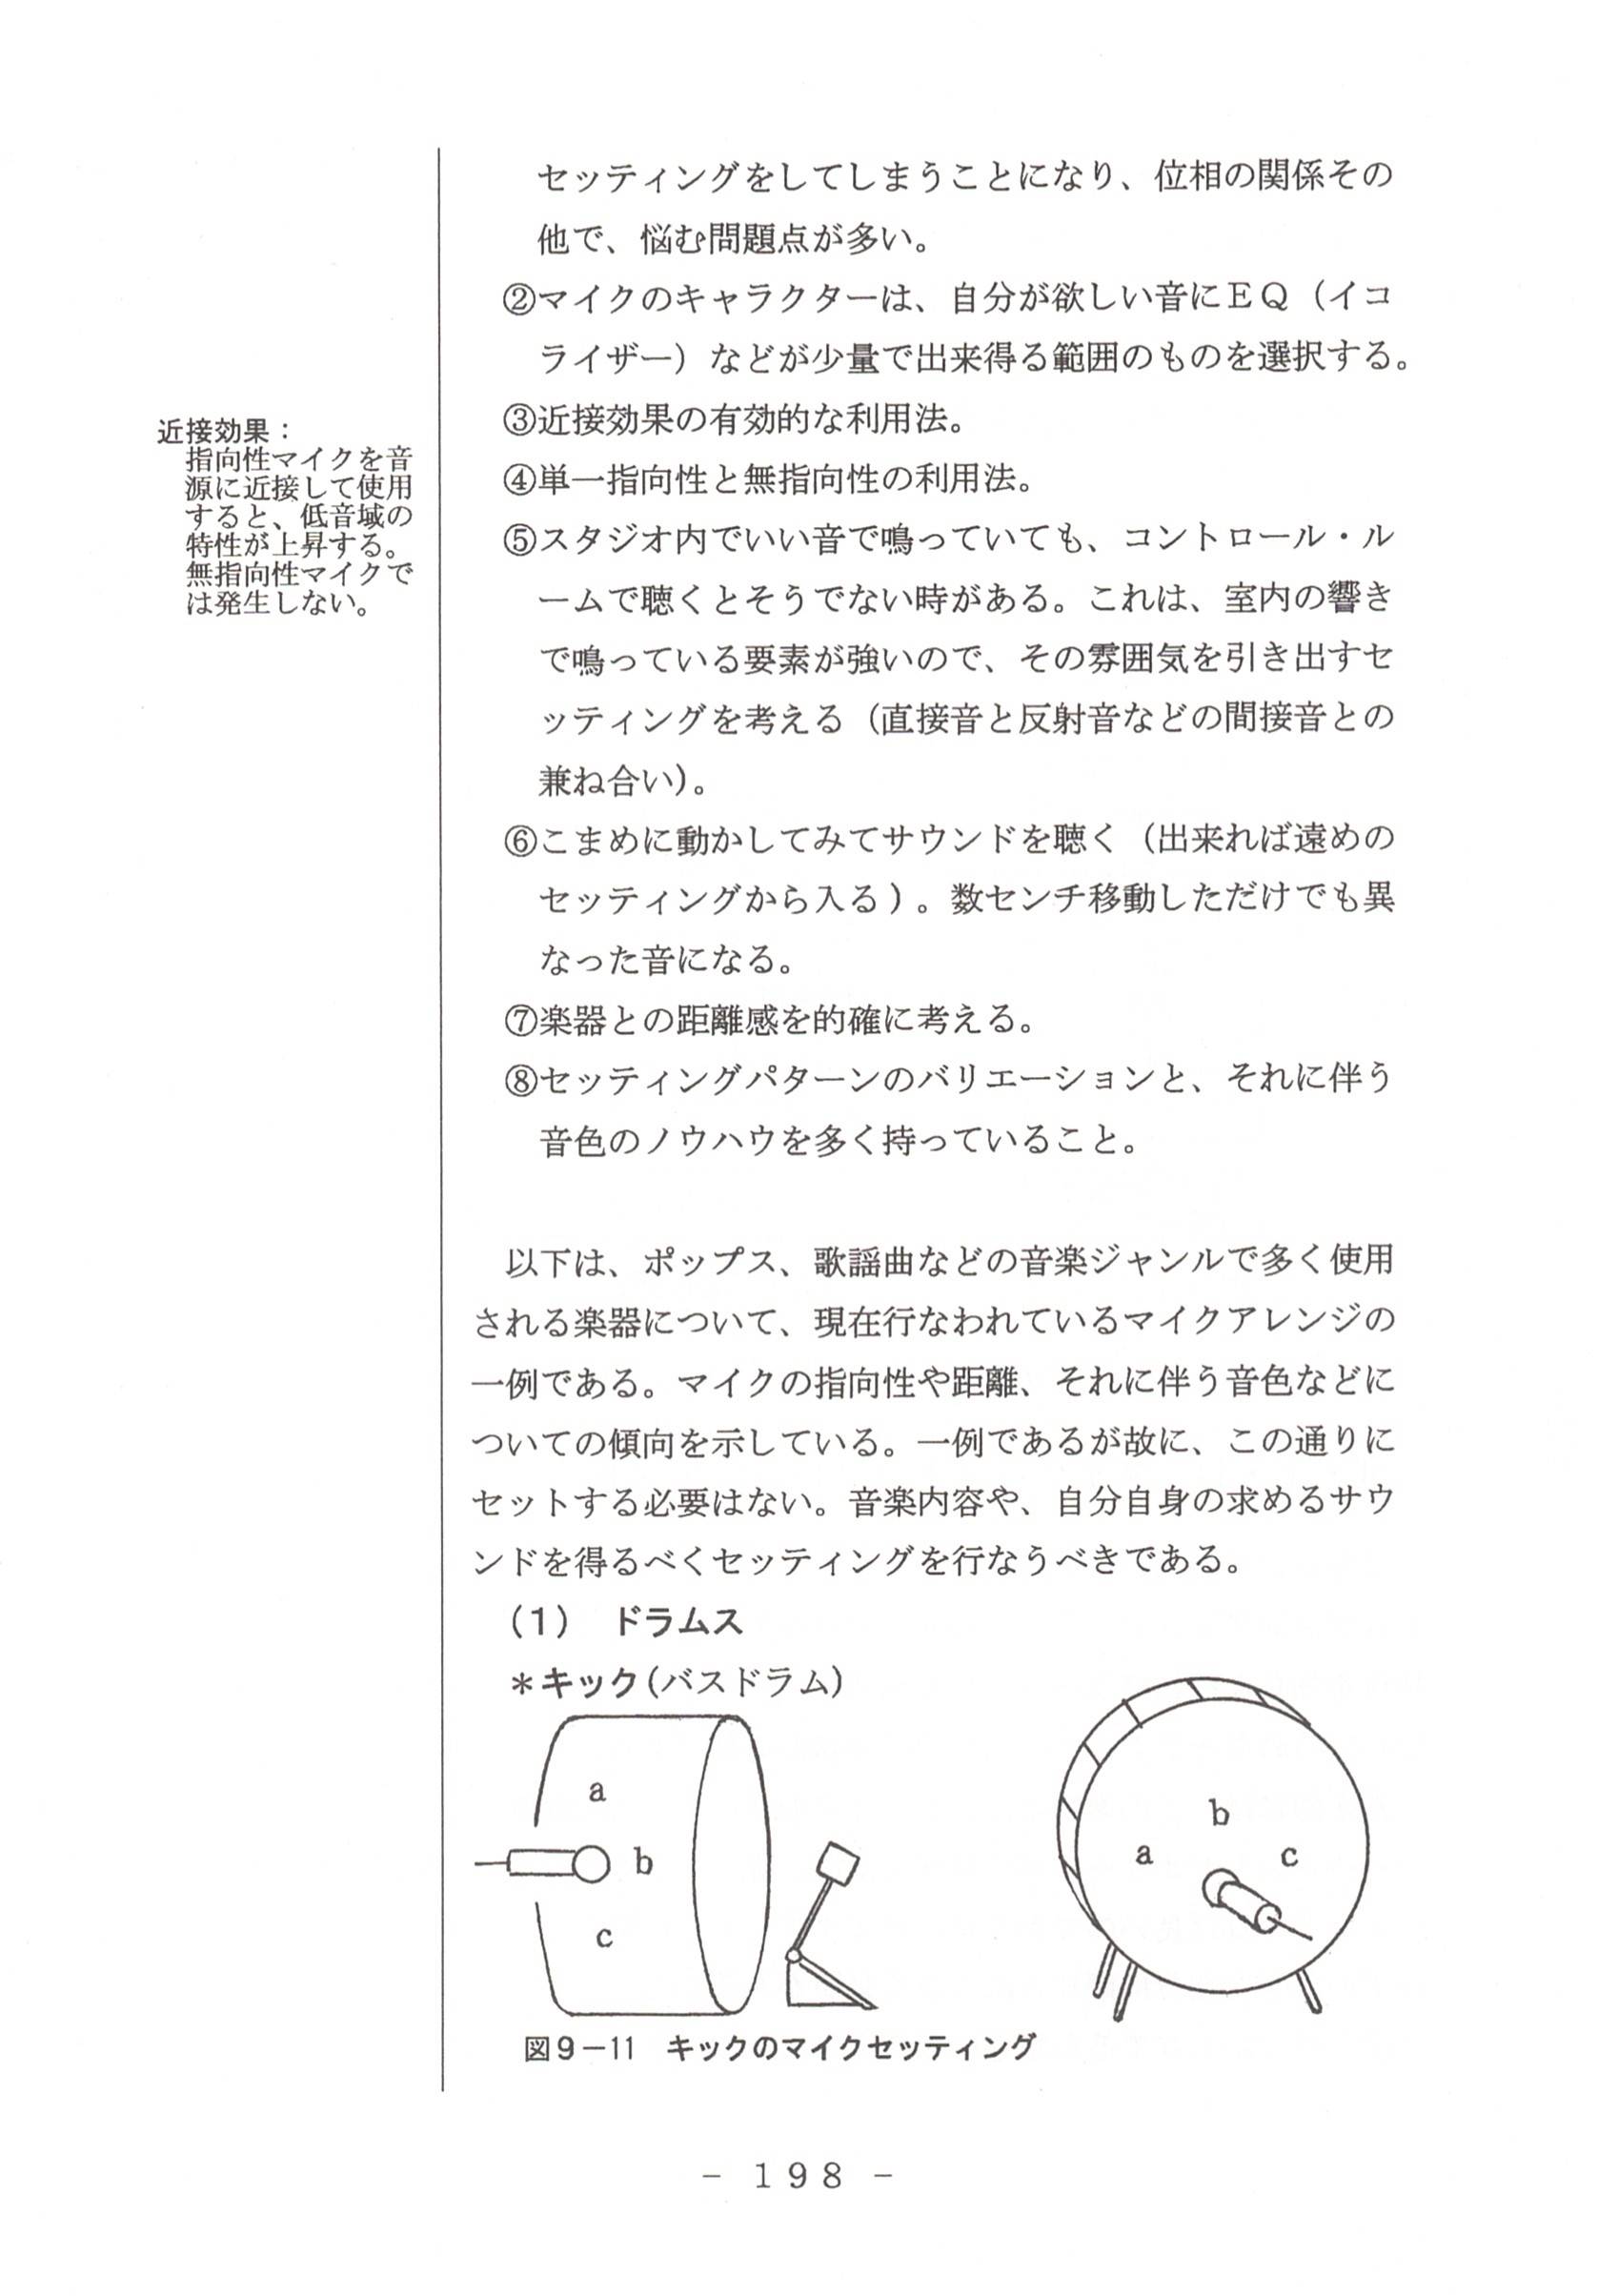 セッティングをしてしまうことになり、位相の関係その
他で、悩む問題点が多い。
②マイクのキャラクターは、自分が欲しい音にＥＱ（イコ
ライザー）などが少量で出来得る範囲のものを選択する。
③近接効果の有効的な利用法。
④単一指向性と無指向性の利用法。
⑤スタジオ内でいい音で鳴っていても、コントロール・ル
ームで聴くとそうでない時がある。これは、室内の響き
で鳴っている要素が強いので、その雰囲気を引き出すセ
ッティングを考える（直接音と反射音などの間接音との
兼ね合い）。
⑥こまめに動かしてみてサウンドを聴く（出来れば遠めの
セッティングから入る）。数センチ移動しただけでも異
なった音になる。
⑦楽器との距離感を的確に考える。
⑧セッティングパターンのバリエーションと、それに伴う
音色のノウハウを多く持っていること。
近接効果：
指向性マイクを音
源に近接して使用
すると、低音域の
特性が上昇する。
無指向性マイクで
は発生しない。
以下は、ポップス、歌謡曲などの音楽ジャンルで多く使用
される楽器について、現在行なわれているマイクアレンジの
一例である。マイクの指向性や距離、それに伴う音色などに
ついての傾向を示している。一例であるが故に、この通りに
セットする必要はない。音楽内容や、自分自身の求めるサウ
ンドを得るべくセッティングを行なうべきである。
（1）　ドラムス
＊キック（バスドラム）
a
b
c
b
a
c
図９－11　キックのマイクセッティング
－ 198 －